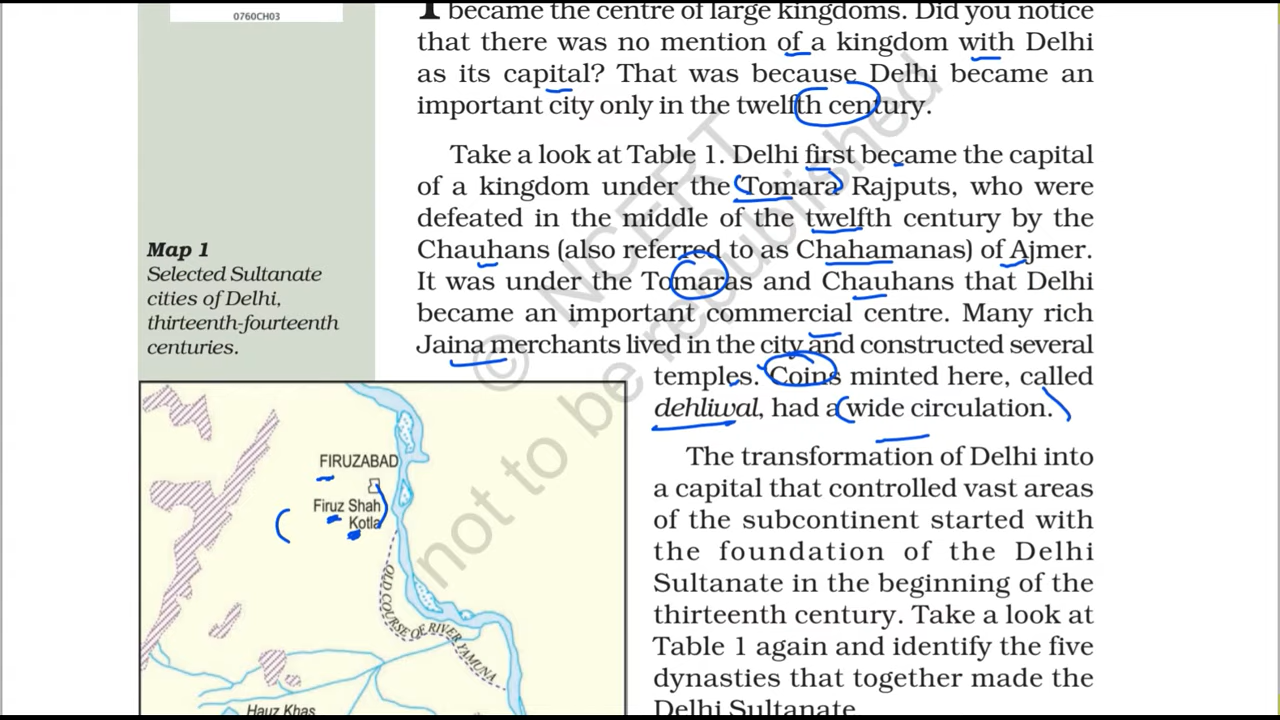 0760CH03
became the centre of large kingdoms. Did you notice
that there was no mention of a kingdom with Delhi
as its capital? That was because Delhi became an
important city only in the twelfth century.
Take a look at Table 1. Delhi first became the capital
of a kingdom under the Tomara Rajputs, who were
defeated in the middle of the twelfth century by the
Chauhans (also referred to as Chahamanas) of Ajmer.
It was under the Tomaras and Chauhans that Delhi
became an important commercial centre. Many rich
Jaina merchants lived in the city and constructed several
temples. Coins minted here, called
dehliwal, had a wide circulation.
The transformation of Delhi into
a capital that controlled vast areas
of the subcontinent started with
the foundation of the Delhi
Sultanate in the beginning of the
thirteenth century. Take a look at
Table 1 again and identify the five
dynasties that together made the
Delhi Sultanate
Map 1
Selected Sultanate
cities of Delhi,
thirteenth-fourteenth
centuries.
FIRUZABAD
Firuz Shah
Kotla
OLD COURSE OF RIVER YAMUNA
Hauz Khas
© NCERT
not to be republished